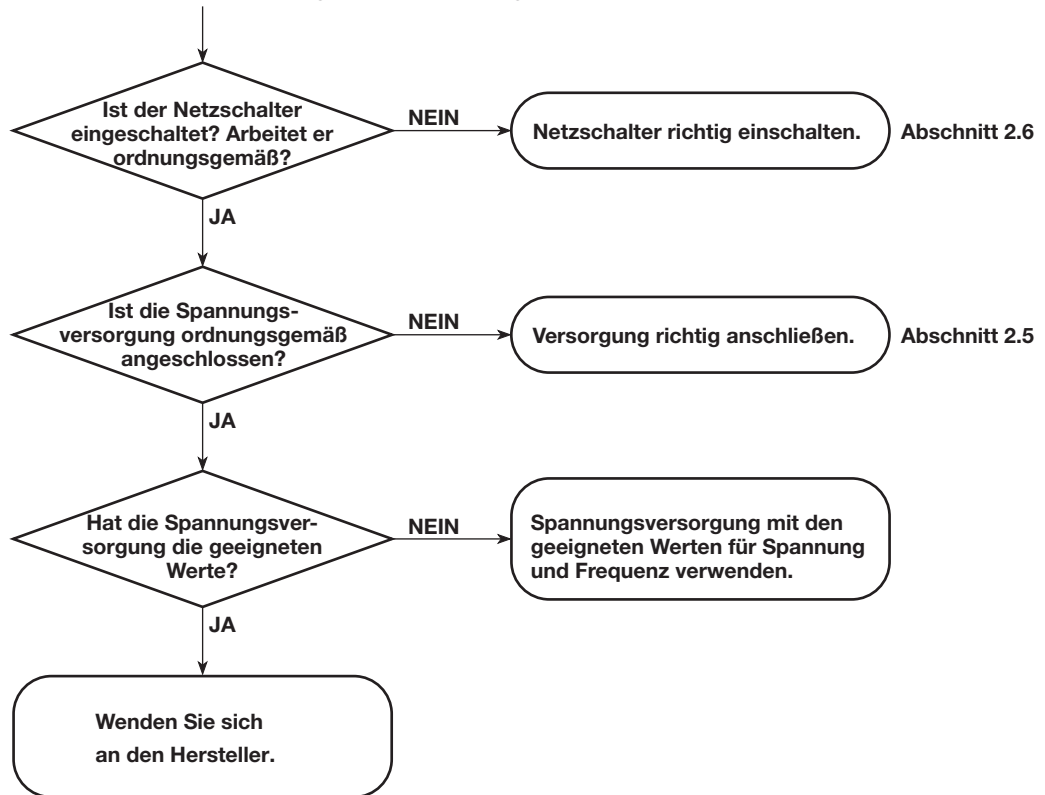 Ist der Netzschalter
eingeschaltet? Arbeitet er
ordnungsgemäß?
NEIN
Netzschalter richtig einschalten.
Abschnitt 2.6
JA
Ist die Spannungs-
versorgung ordnungsgemäß
angeschlossen?
NEIN
Versorgung richtig anschließen.
Abschnitt 2.5
JA
Hat die Spannungsver-
sorgung die geeigneten
Werte?
NEIN
Spannungsversorgung mit den
geeigneten Werten für Spannung
und Frequenz verwenden.
JA
Wenden Sie sich
an den Hersteller.